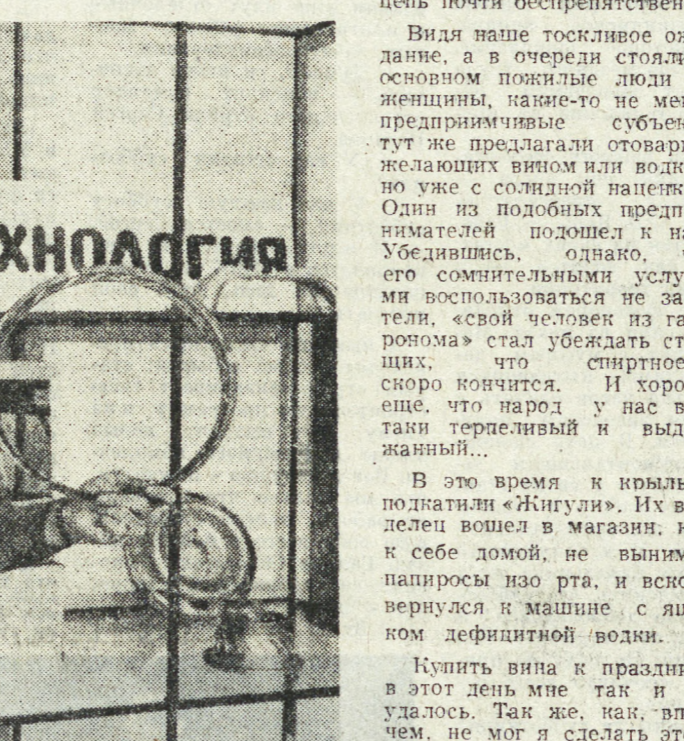 ХНОЛОГИЯ
цепь почти беспрепятствен
Видя наше тоскливое ож
дание, а в очереди стояли
основном пожилые люди
женщины, какие-то не ме
предприимчивые субъек
тут же предлагали отовари
желающих вином или водк
но уже с солидной наценк
Один из подобных предп
нимателей подошел к на
Убедившись, однако,
его сомнительными услу
ми воспользоваться не за
тели, «свой человек из га
ронома» стал убеждать ст
щих, что спиртное
скоро кончится. И хоро
еще, что народ у нас в
таки терпеливый и выд
жанный...
В это время к крыль
подкатили «Жигули». Их в
делец вошел в магазин, к
к себе домой, не выним
папиросы изо рта, и вско
вернулся к машине с ящ
ком дефицитной водки.
Купить вина к праздни
в этот день мне так и
удалось. Так же, как, вп
чем, не мог я сделать это